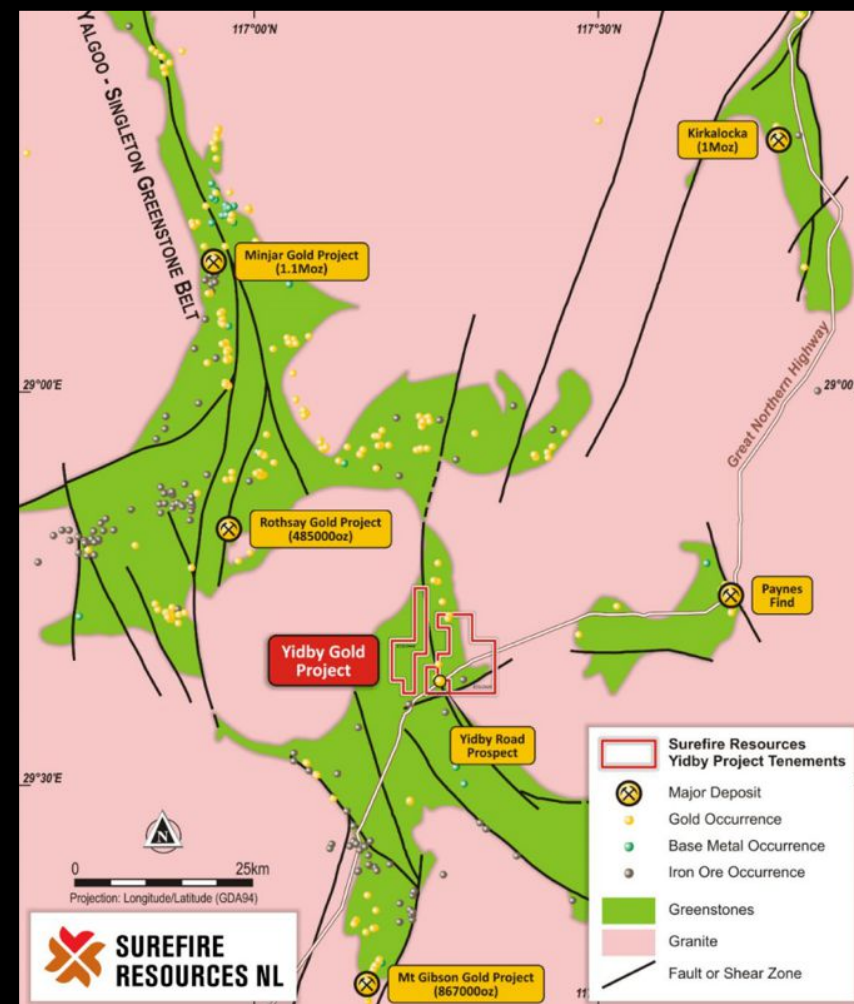 117°00'N
117°30'N
YALGOO - SINGLETON GREENSTONE BELT
Kirkalocka
(1Moz)
Minjar Gold Project
(1.1Moz)
Great Northern Highway
29°00'E
29°00
Rothsay Gold Project
(485000oz)
Paynes
Find
Yidby Gold
Project
Yidby Road
Prospect
29°30'E
N
0 25km
Projection: Longitude/Latitude (GDA94)
SUREFIRE
RESOURCES NL
Mt Gibson Gold Project
(867000oz)
Surefire Resources
Yidby Project Tenements
Major Deposit
Gold Occurrence
Base Metal Occurrence
Iron Ore Occurrence
Greenstones
Granite
Fault or Shear Zone